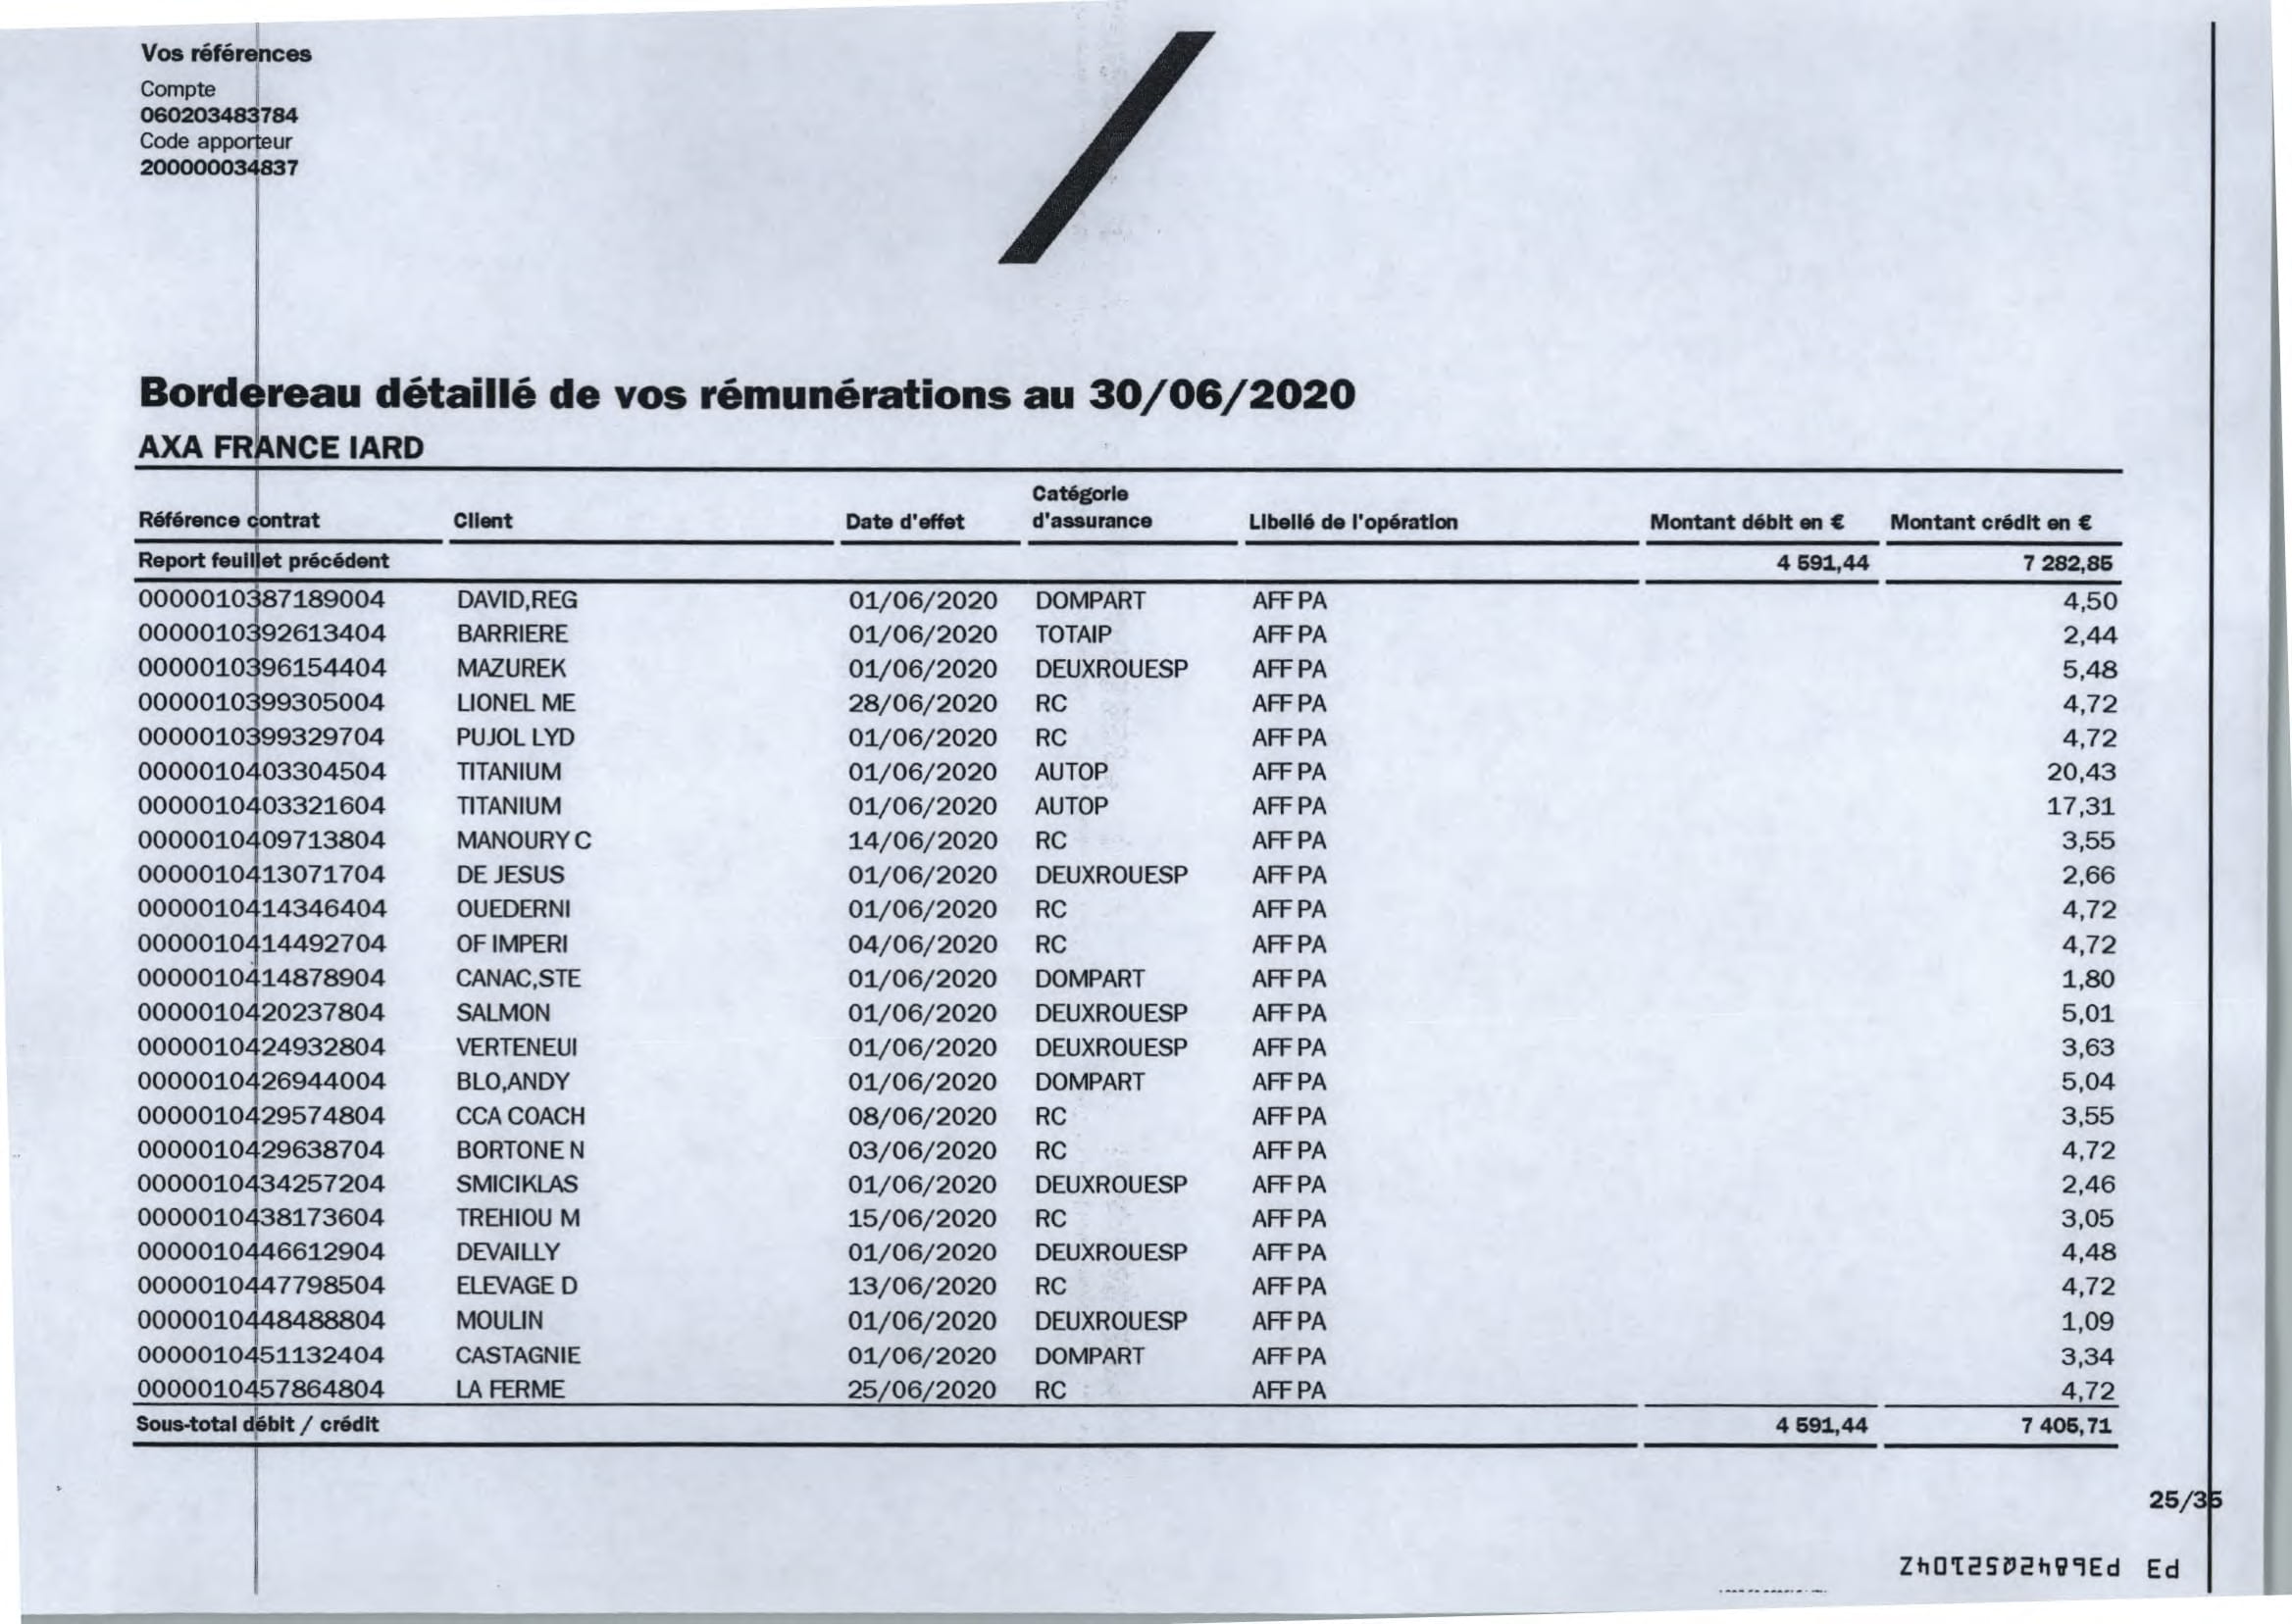 Vos références
Compte
060203483784
Code apporteur
200000034837
Bordereau détaillé de vos rémunérations au 30/06/2020
AXA FRANCE IARD
Référence contrat Client Date d'effet Catégorie d'assurance Libellé de l'opération Montant débit en € Montant crédit en €
Report feuillet précédent 4 591,44 7 282,85
0000010387189004 DAVID,REG 01/06/2020 DOMPART AFF PA 4,50
0000010392613404 BARRIERE 01/06/2020 TOTAIP AFF PA 2,44
0000010396154404 MAZUREK 01/06/2020 DEUXROUESP AFF PA 5,48
0000010399305004 LIONEL ME 28/06/2020 RC AFF PA 4,72
0000010399329704 PUJOL LYD 01/06/2020 RC AFF PA 4,72
0000010403304504 TITANIUM 01/06/2020 AUTOP AFF PA 20,43
0000010403321604 TITANIUM 01/06/2020 AUTOP AFF PA 17,31
0000010409713804 MANOURY C 14/06/2020 RC AFF PA 3,55
0000010413071704 DE JESUS 01/06/2020 DEUXROUESP AFF PA 2,66
0000010414346404 OUEDERNI 01/06/2020 RC AFF PA 4,72
0000010414492704 OF IMPERI 04/06/2020 RC AFF PA 4,72
0000010414878904 CANAC,STE 01/06/2020 DOMPART AFF PA 1,80
0000010420237804 SALMON 01/06/2020 DEUXROUESP AFF PA 5,01
0000010424932804 VERTENEUI 01/06/2020 DEUXROUESP AFF PA 3,63
0000010426944004 BLO,ANDY 01/06/2020 DOMPART AFF PA 5,04
0000010429574804 CCA COACH 08/06/2020 RC AFF PA 3,55
0000010429638704 BORTONE N 03/06/2020 RC AFF PA 4,72
0000010434257204 SMICIKLAS 01/06/2020 DEUXROUESP AFF PA 2,46
0000010438173604 TREHIOU M 15/06/2020 RC AFF PA 3,05
0000010446612904 DEVAILLY 01/06/2020 DEUXROUESP AFF PA 4,48
0000010447798504 ELEVAGE D 13/06/2020 RC AFF PA 4,72
0000010448488804 MOULIN 01/06/2020 DEUXROUESP AFF PA 1,09
0000010451132404 CASTAGNIE 01/06/2020 DOMPART AFF PA 3,34
0000010457864804 LA FERME 25/06/2020 RC AFF PA 4,72
Sous-total débit / crédit 4 591,44 7 405,71
25/35